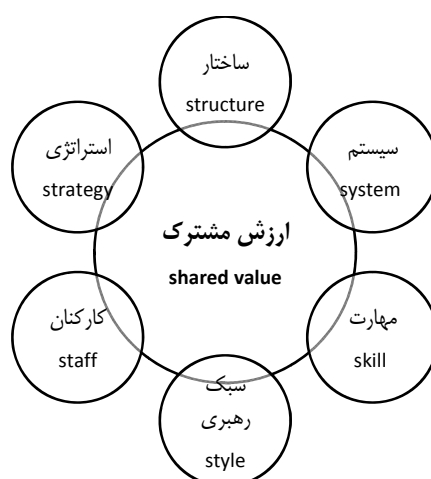 ساختار
structure
استراتژی
strategy
سیستم
system
ارزش مشترک
shared value
کارکنان
staff
مهارت
skill
سبک
رهبری
style